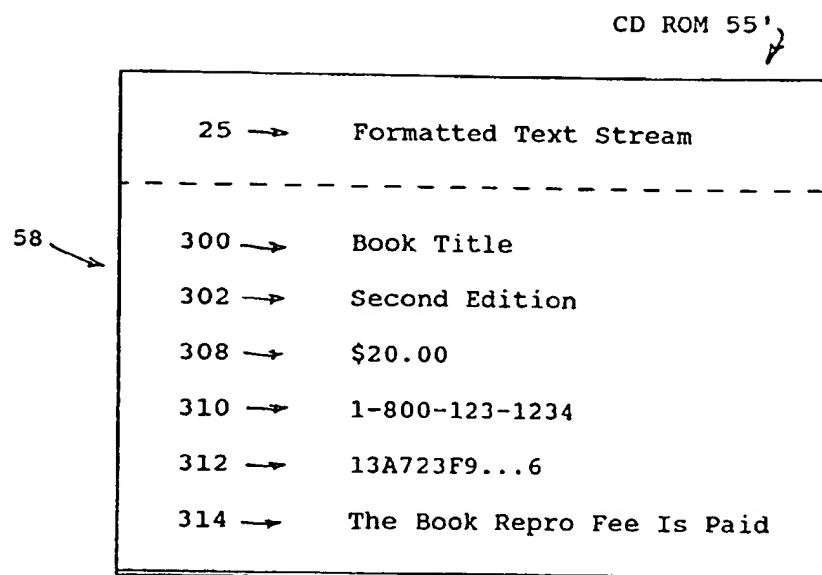 CD ROM 55'
25 → Formatted Text Stream
300 → Book Title
58
302 → Second Edition
308 → $20.00
310 → 1-800-123-1234
312 → 13A723F9...6
314 → The Book Repro Fee Is Paid